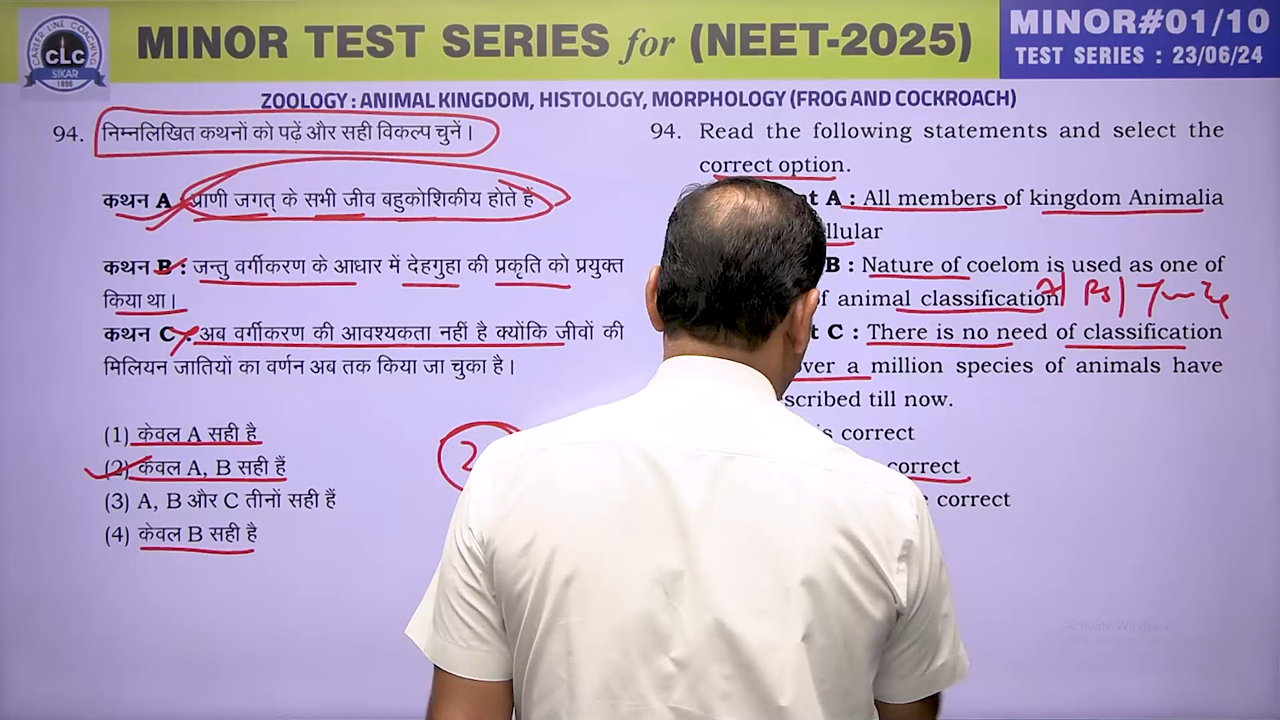 CAREER LINE COACHING
CLC
SIKAR
1996
MINOR TEST SERIES for (NEET-2025)
MINOR#01/10
TEST SERIES : 23/06/24
ZOOLOGY : ANIMAL KINGDOM, HISTOLOGY, MORPHOLOGY (FROG AND COCKROACH)
94. निम्नलिखित कथनों को पढ़ें और सही विकल्प चुनें।
कथन A : प्राणी जगत् के सभी जीव बहुकोशिकीय होते हैं
कथन B : जन्तु वर्गीकरण के आधार में देहगुहा की प्रकृति को प्रयुक्त
किया था।
कथन C : अब वर्गीकरण की आवश्यकता नहीं है क्योंकि जीवों की
मिलियन जातियों का वर्णन अब तक किया जा चुका है।
(1) केवल A सही है
(2) केवल A, B सही हैं
(3) A, B और C तीनों सही हैं
(4) केवल B सही है
2
94. Read the following statements and select the
correct option.
t A : All members of kingdom Animalia
llular
B : Nature of coelom is used as one of
f animal classification
t C : There is no need of classification
over a million species of animals have
scribed till now.
is correct
correct
e correct
Activate Windows